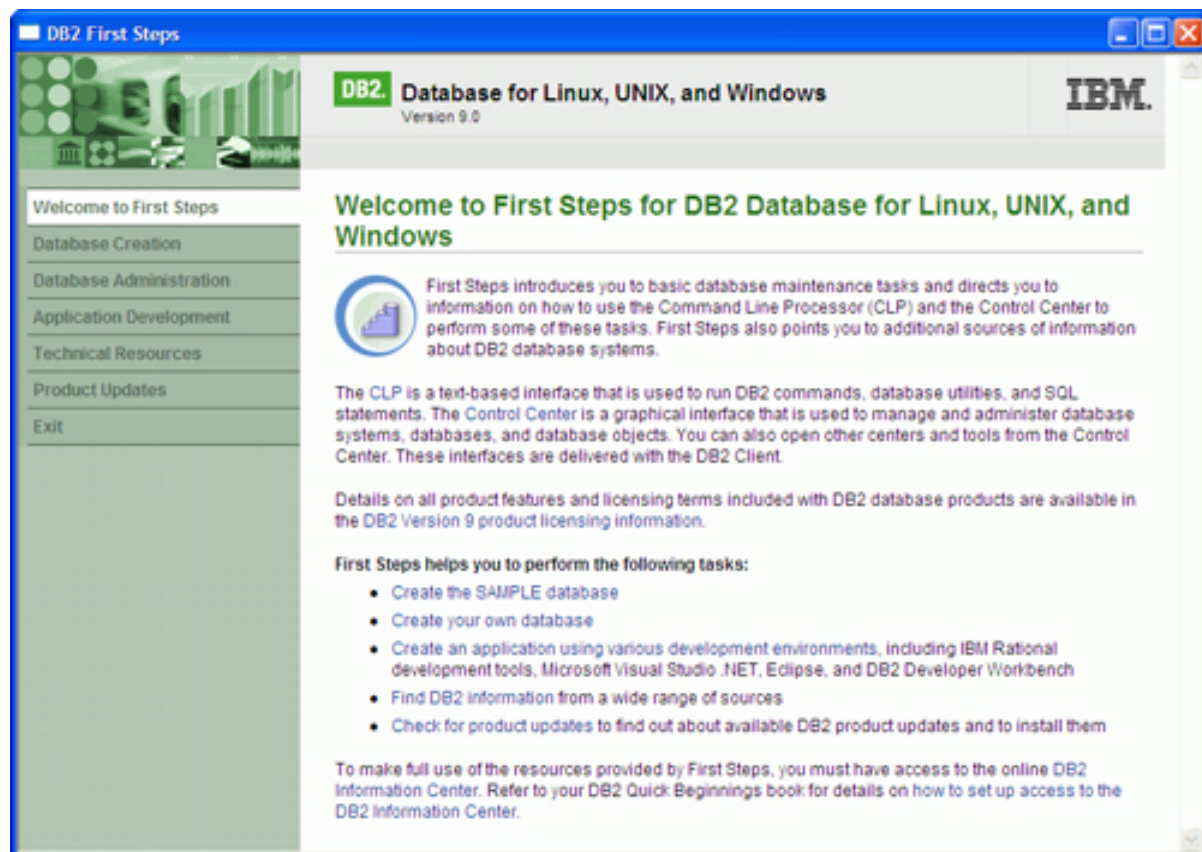 DB2 First Steps
DB2. Database for Linux, UNIX, and Windows
Version 9.0
IBM.
Welcome to First Steps
Database Creation
Database Administration
Application Development
Technical Resources
Product Updates
Exit
Welcome to First Steps for DB2 Database for Linux, UNIX, and
Windows
First Steps introduces you to basic database maintenance tasks and directs you to
information on how to use the Command Line Processor (CLP) and the Control Center to
perform some of these tasks. First Steps also points you to additional sources of information
about DB2 database systems.
The CLP is a text-based interface that is used to run DB2 commands, database utilities, and SQL
statements. The Control Center is a graphical interface that is used to manage and administer database
systems, databases, and database objects. You can also open other centers and tools from the Control
Center. These interfaces are delivered with the DB2 Client.
Details on all product features and licensing terms included with DB2 database products are available in
the DB2 Version 9 product licensing information.
First Steps helps you to perform the following tasks:
• Create the SAMPLE database
• Create your own database
• Create an application using various development environments, including IBM Rational
development tools, Microsoft Visual Studio .NET, Eclipse, and DB2 Developer Workbench
• Find DB2 information from a wide range of sources
• Check for product updates to find out about available DB2 product updates and to install them
To make full use of the resources provided by First Steps, you must have access to the online DB2
Information Center. Refer to your DB2 Quick Beginnings book for details on how to set up access to the
DB2 Information Center.